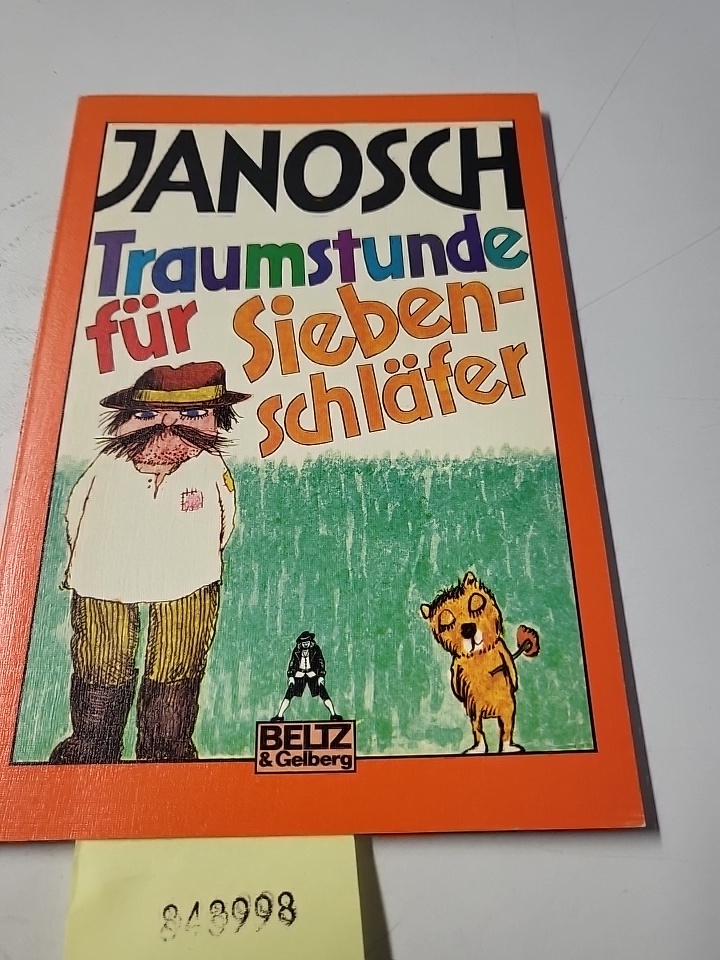 JANOSCH
Traumstunde
für Sieben-
schläfer
BELTZ
& Gelberg
848998